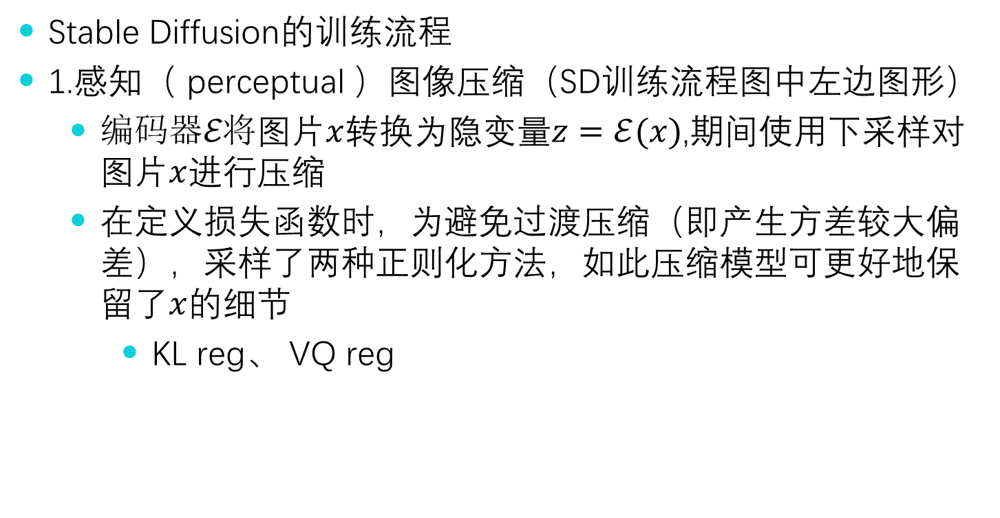 Stable Diffusion的训练流程
1.感知（ perceptual ）图像压缩（SD训练流程图中左边图形）
编码器ℰ将图片x转换为隐变量z = ℰ(x),期间使用下采样对
图片x进行压缩
在定义损失函数时，为避免过渡压缩（即产生方差较大偏
差），采样了两种正则化方法，如此压缩模型可更好地保
留了x的细节
KL reg、 VQ reg